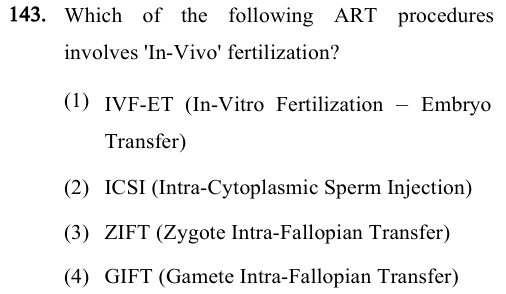 143. Which of the following ART procedures
involves 'In-Vivo' fertilization?
(1) IVF-ET (In-Vitro Fertilization – Embryo
Transfer)
(2) ICSI (Intra-Cytoplasmic Sperm Injection)
(3) ZIFT (Zygote Intra-Fallopian Transfer)
(4) GIFT (Gamete Intra-Fallopian Transfer)